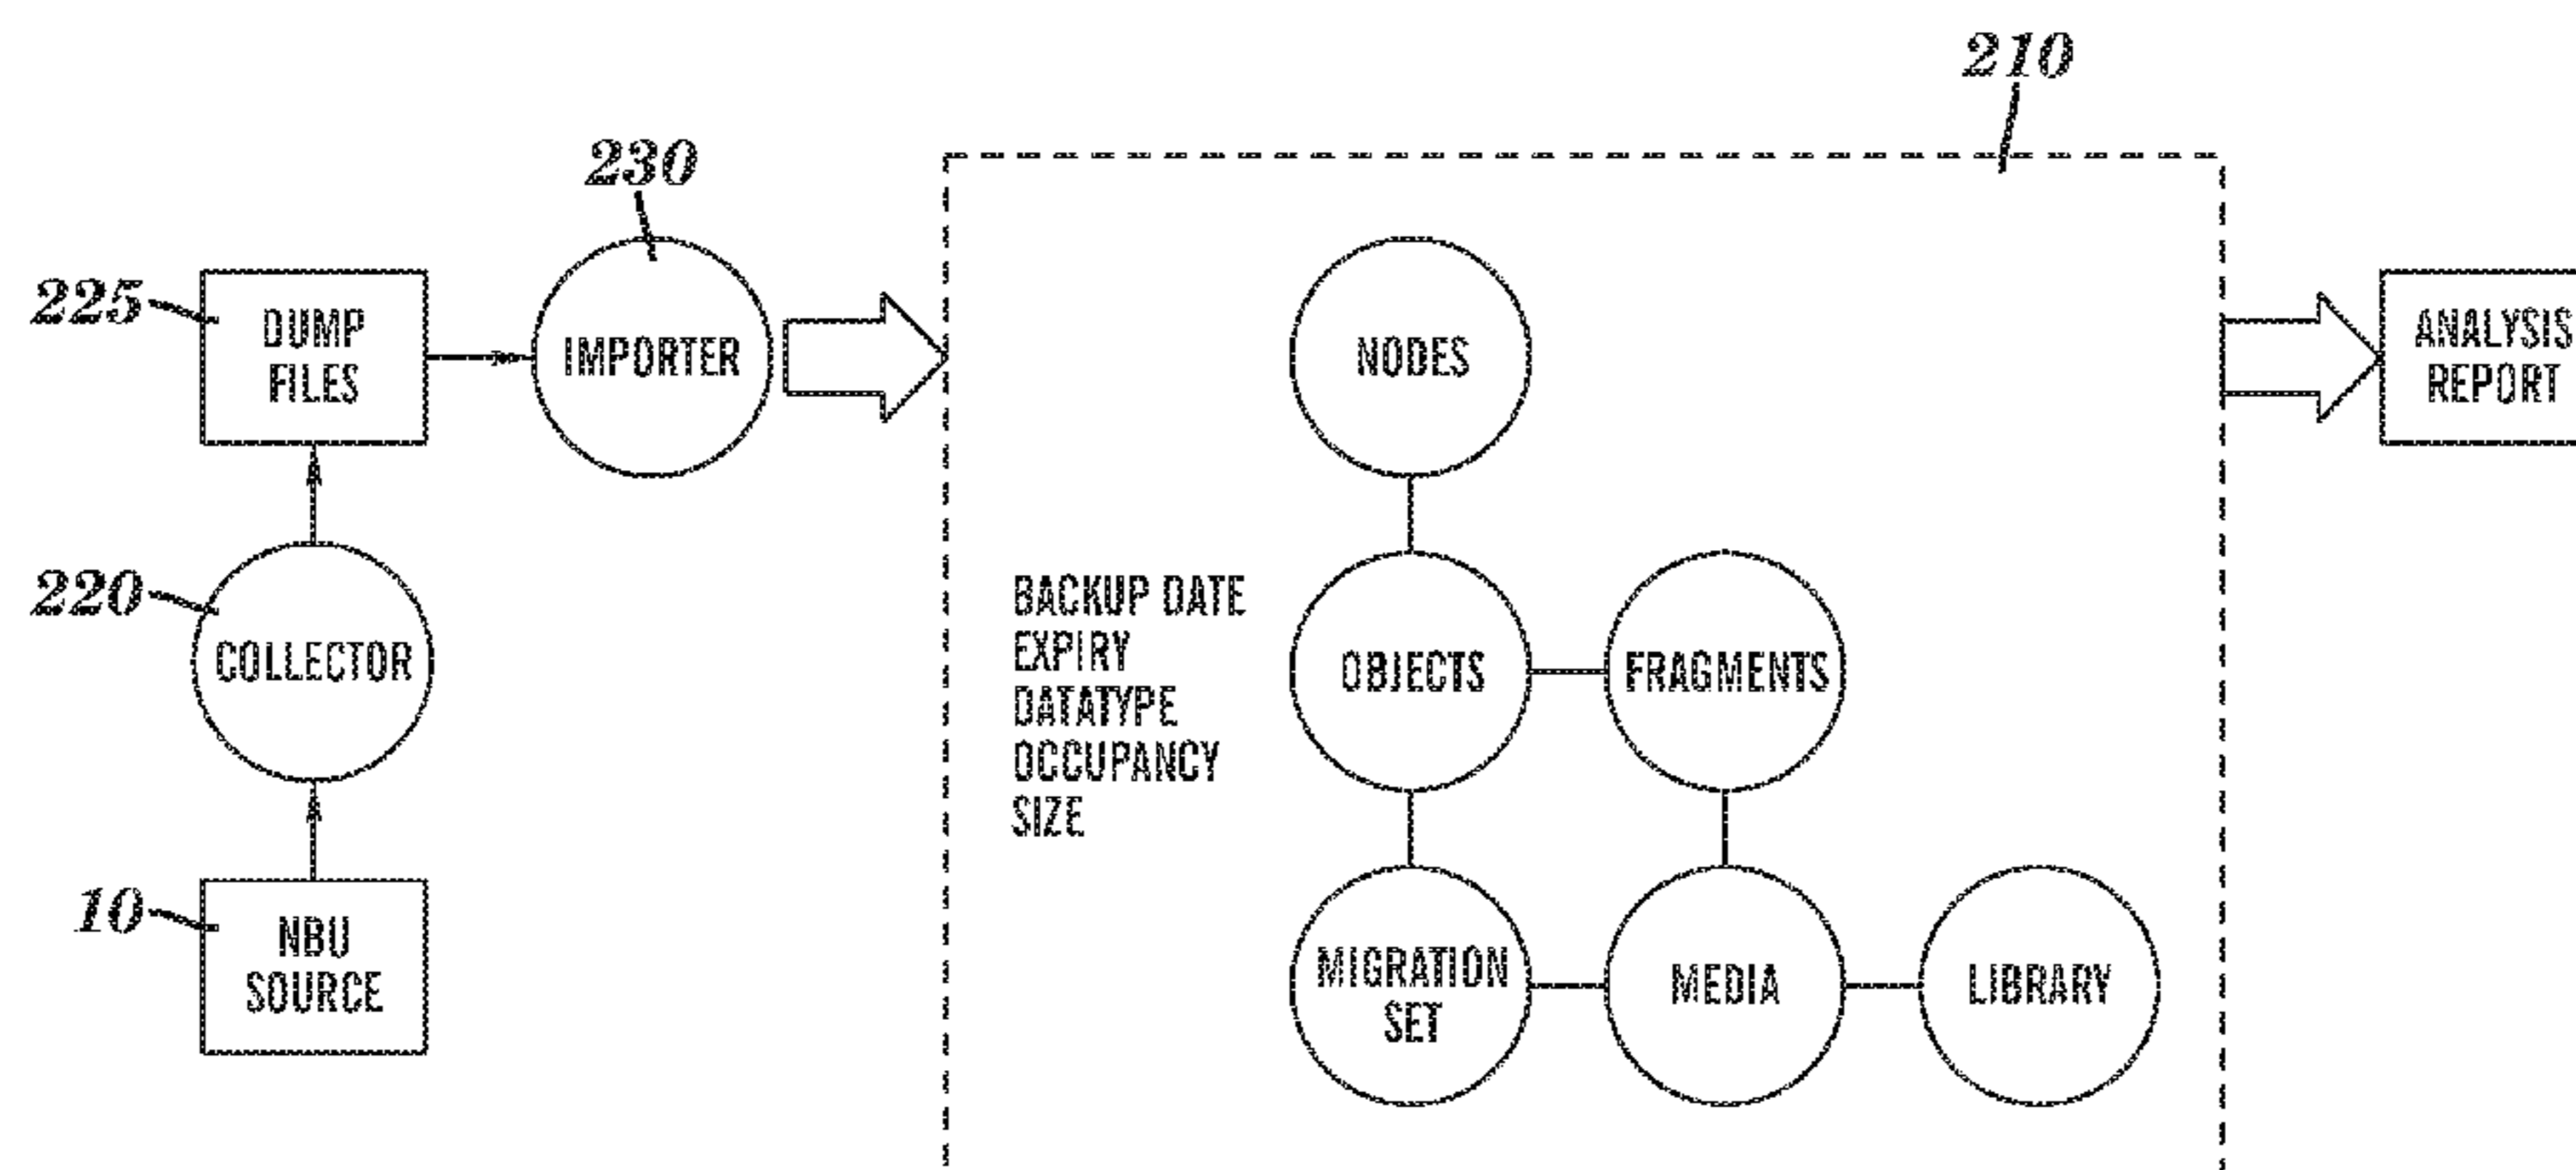 210
230
225
DUMP
FILES
IMPORTER
NODES
ANALYSIS
REPORT
220
COLLECTOR
BACKUP DATE
EXPIRY
DATATYPE
OCCUPANCY
SIZE
OBJECTS
FRAGMENTS
10
NBU
SOURCE
MIGRATION
SET
MEDIA
LIBRARY